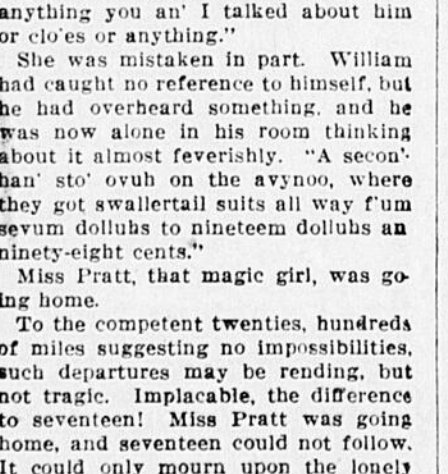 anything you an' I talked about him
or clo'es or anything."
She was mistaken in part. William
had caught no reference to himself, but
he had overheard something, and he
was now alone in his room thinking
about it almost feverishly. "A secon'-
han' sto' ovuh on the avynoo, where
they got swallertail suits all way f'um
sevum dolluhs to nineteem dolluhs an
ninety-eight cents."
Miss Pratt, that magic girl, was go-
ing home.
To the competent twenties, hundreds
of miles suggesting no impossibilities,
such departures may be rending, but
not tragic. Implacable, the difference
to seventeen! Miss Pratt was going
home, and seventeen could not follow.
It could only mourn upon the lonely